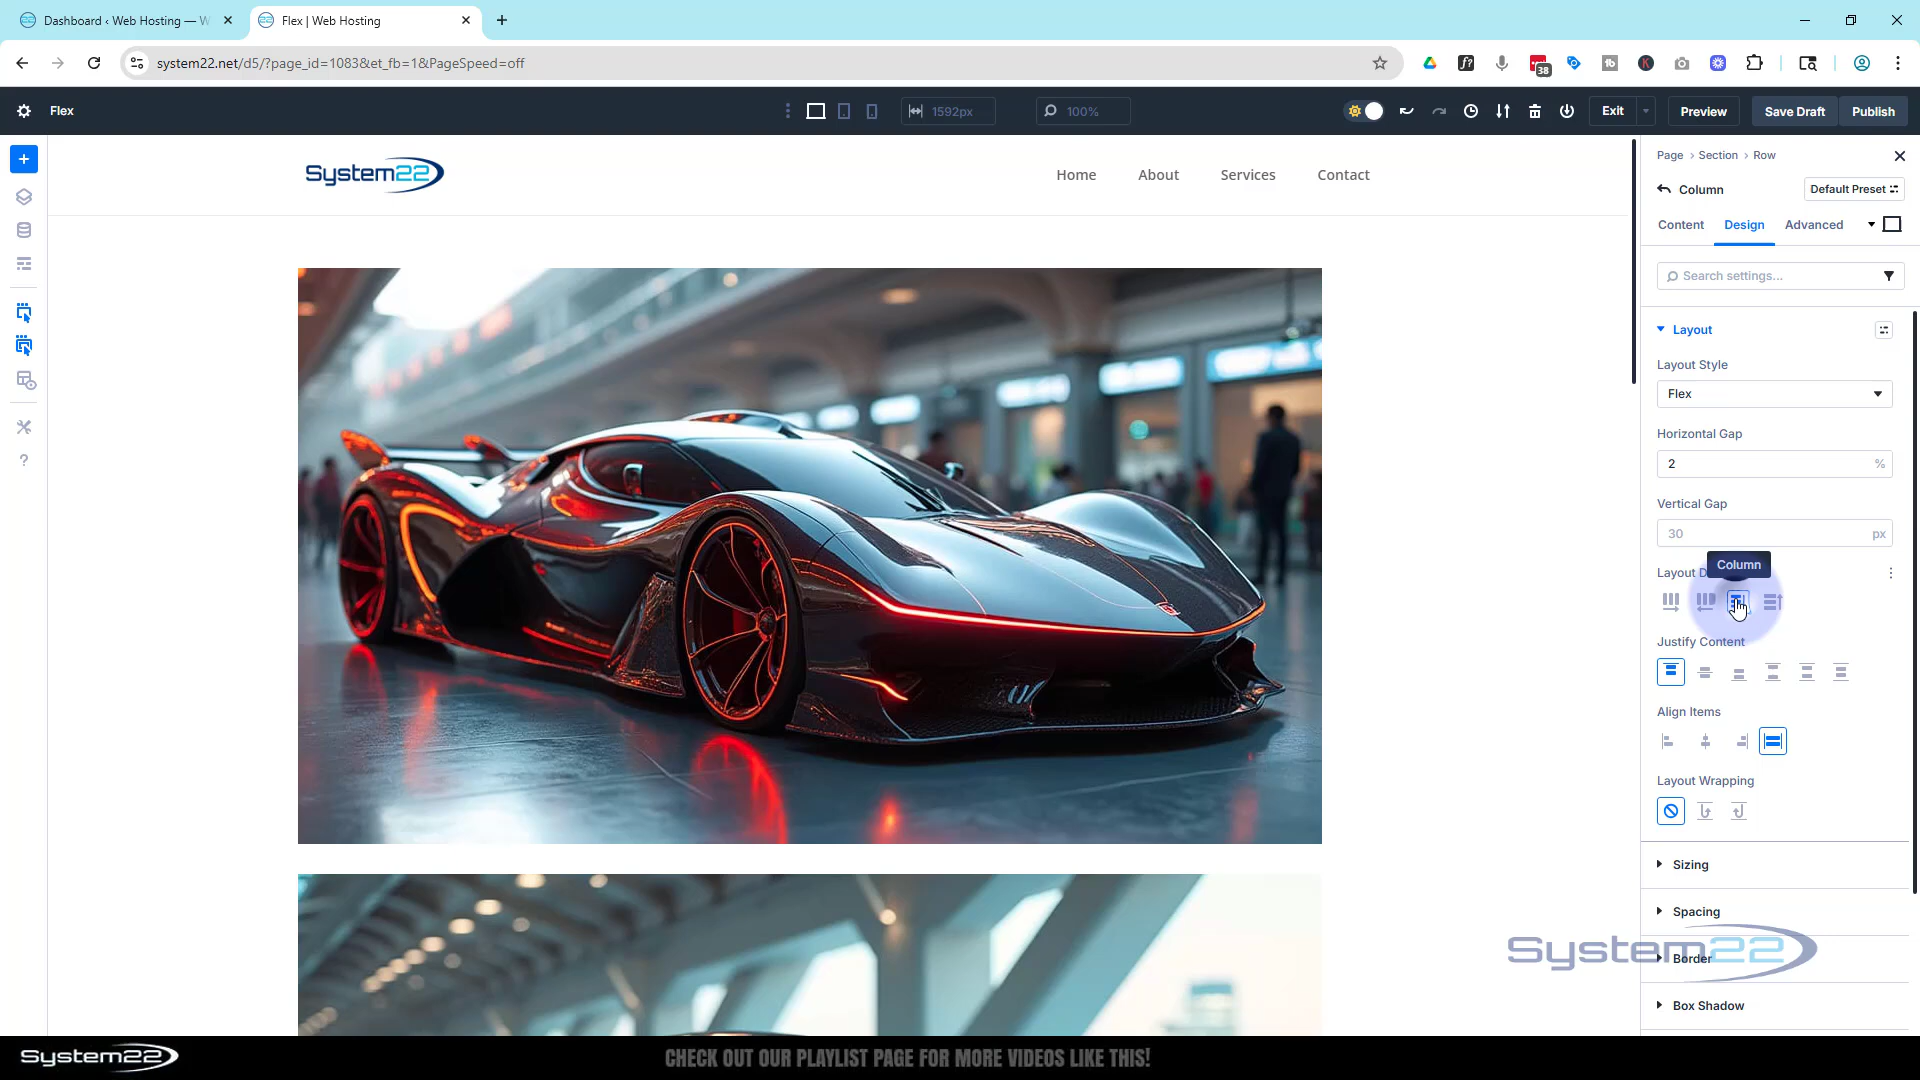 Dashboard ‹ Web Hosting — W
Flex | Web Hosting
system22.net/d5/?page_id=1083&et_fb=1&PageSpeed=off
38
Flex
1592px
100%
Exit
Preview
Save Draft
Publish
System22
Home
About
Services
Contact
Page › Section › Row
Column
Default Preset
Content
Design
Advanced
Search settings...
Layout
Layout Style
Flex
Horizontal Gap
2
%
Vertical Gap
30
px
Column
Layout D
Justify Content
Align Items
Layout Wrapping
Sizing
Spacing
System22
Border
Box Shadow
System22
CHECK OUT OUR PLAYLIST PAGE FOR MORE VIDEOS LIKE THIS!